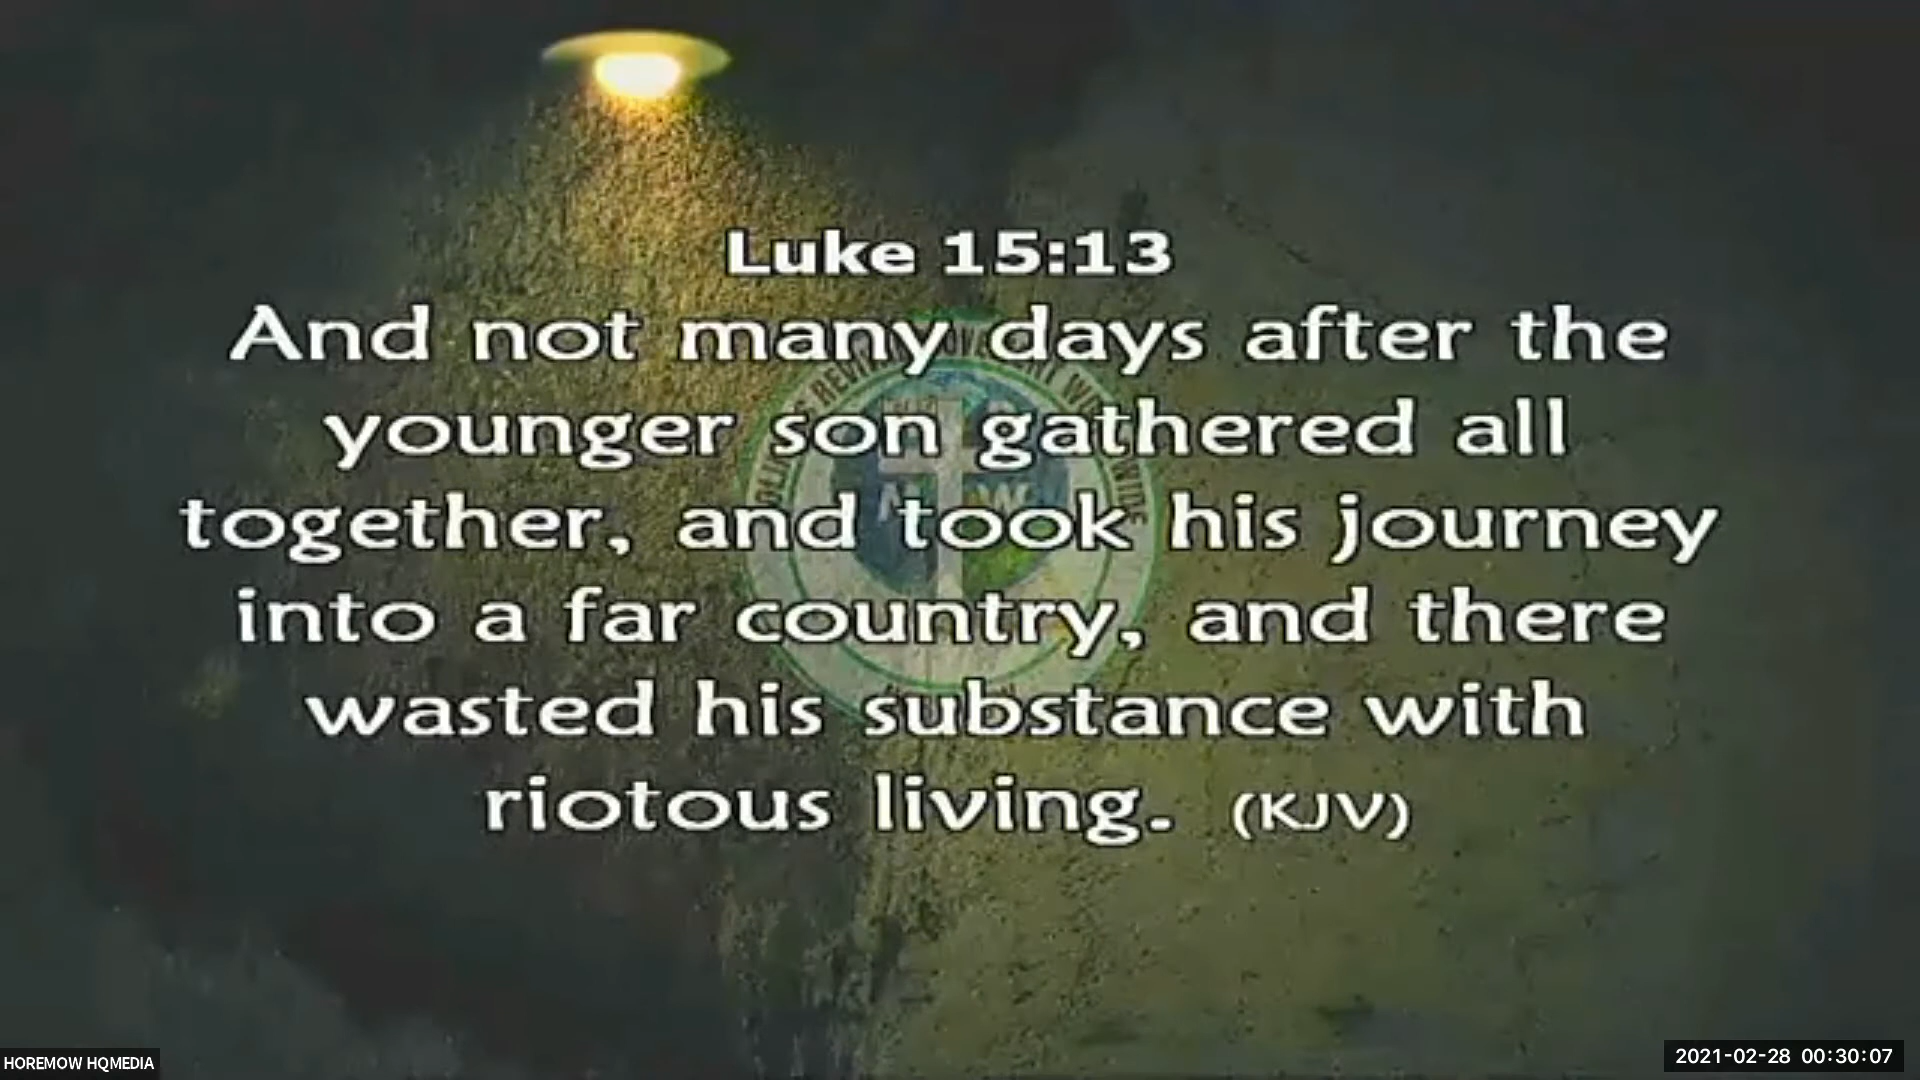 Luke 15:13
And not many days after the
younger son gathered all
together, and took his journey
into a far country, and there
wasted his substance with
riotous living. (KJV)
HOREMOW HQMEDIA
2021-02-28 00:30:07